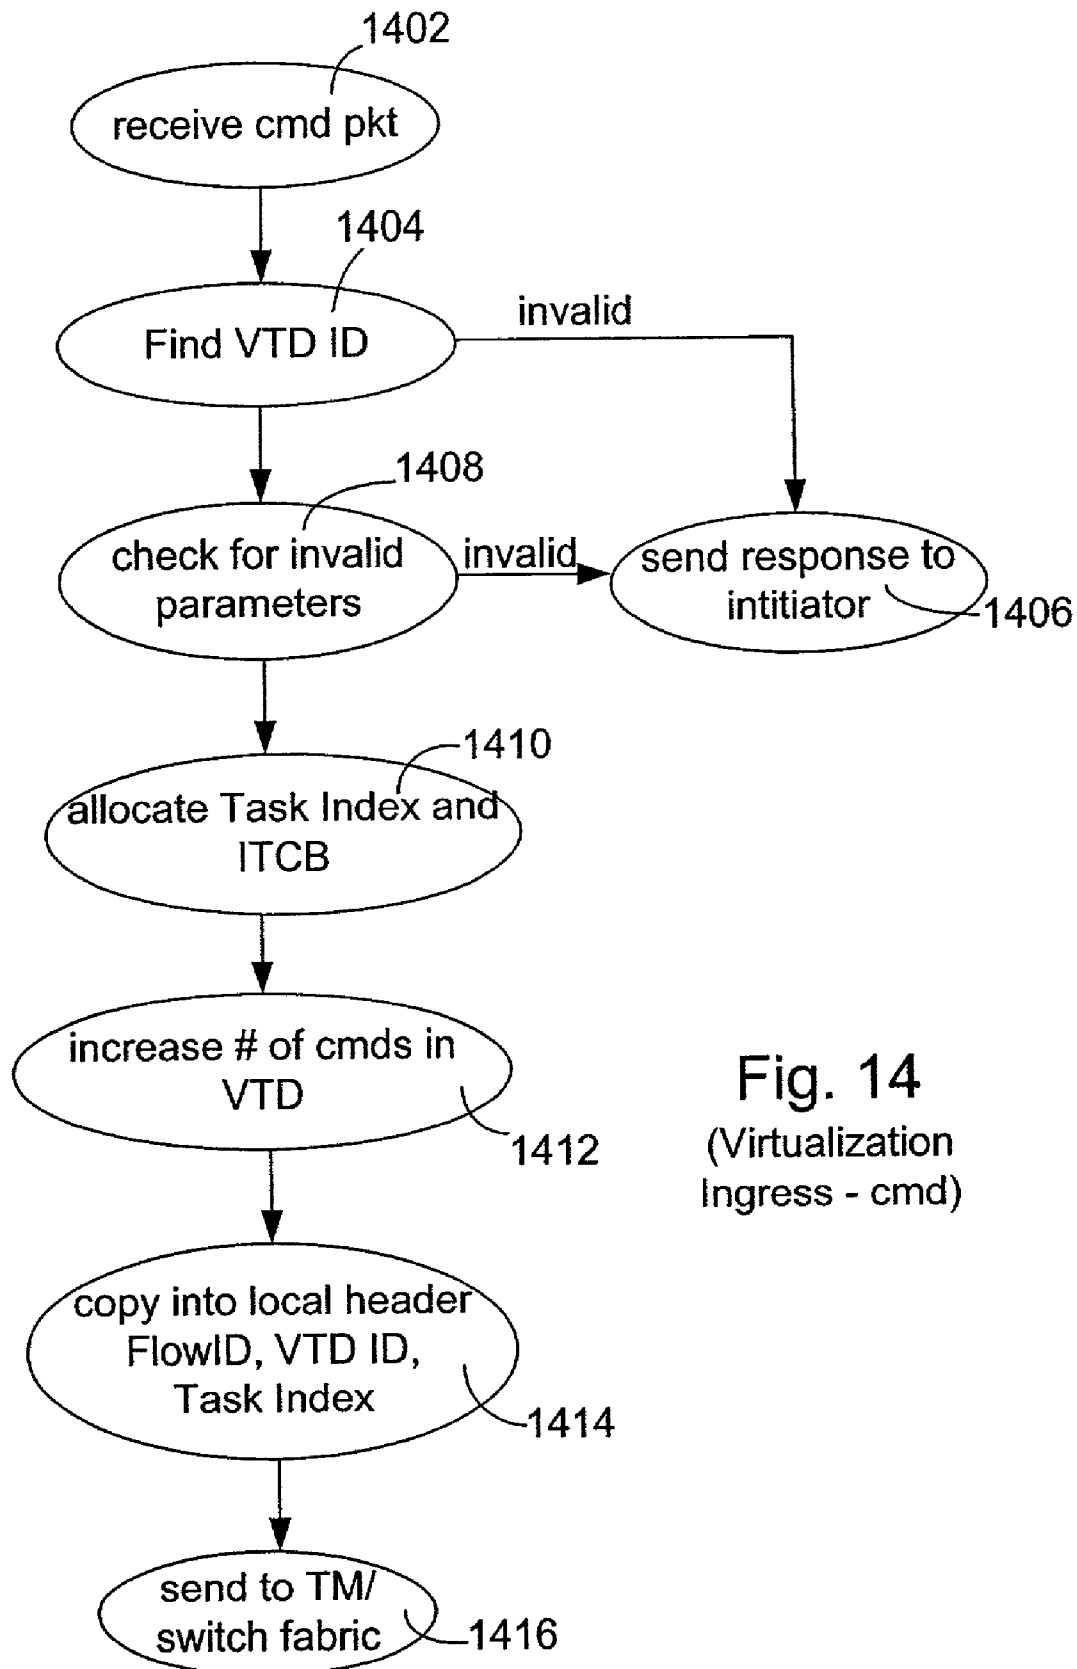 1402
receive cmd pkt
1404
Find VTD ID
invalid
1408
check for invalid
parameters
invalid
send response to
intitiator
1406
1410
allocate Task Index and
ITCB
increase # of cmds in
VTD
1412
Fig. 14
(Virtualization
Ingress - cmd)
copy into local header
FlowID, VTD ID,
Task Index
1414
send to TM/
switch fabric
1416